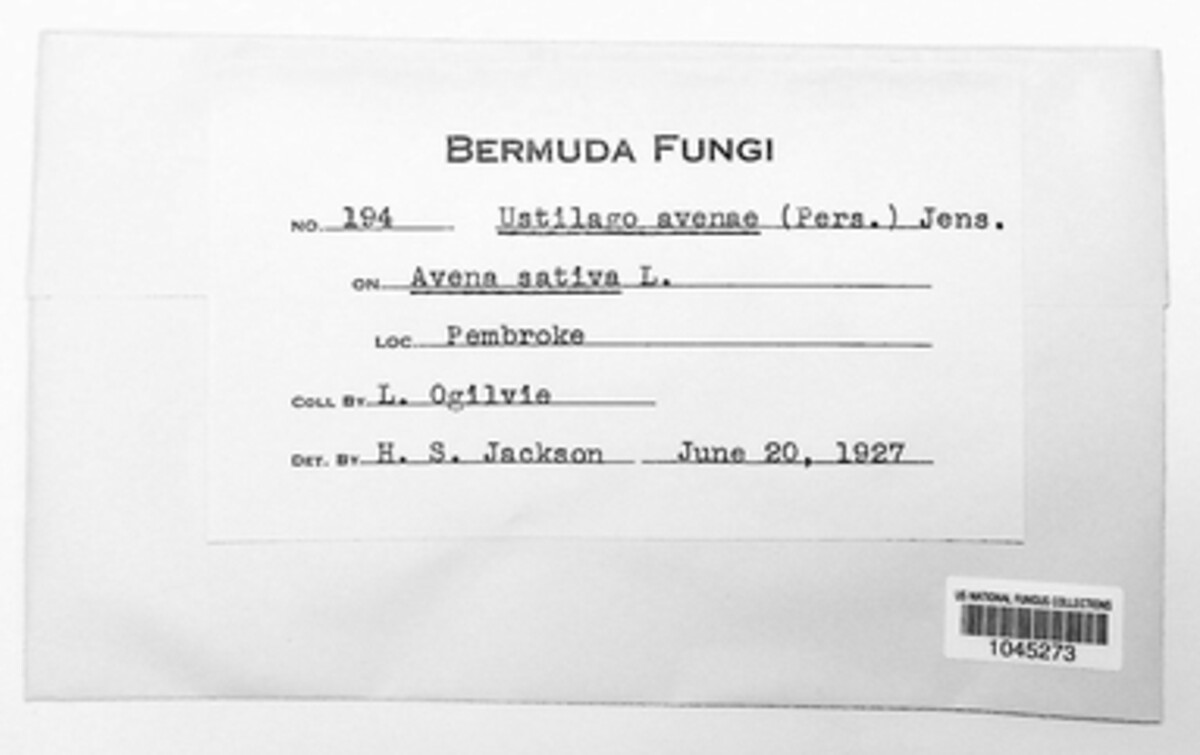 BERMUDA FUNGI
NO. 194 Ustilago avenae (Pers.) Jens.
ON Avena sativa L.
LOC. Pembroke
COLL BY L. Ogilvie
DET. BY H. S. Jackson June 20, 1927
US NATIONAL FUNGUS COLLECTIONS
1045273